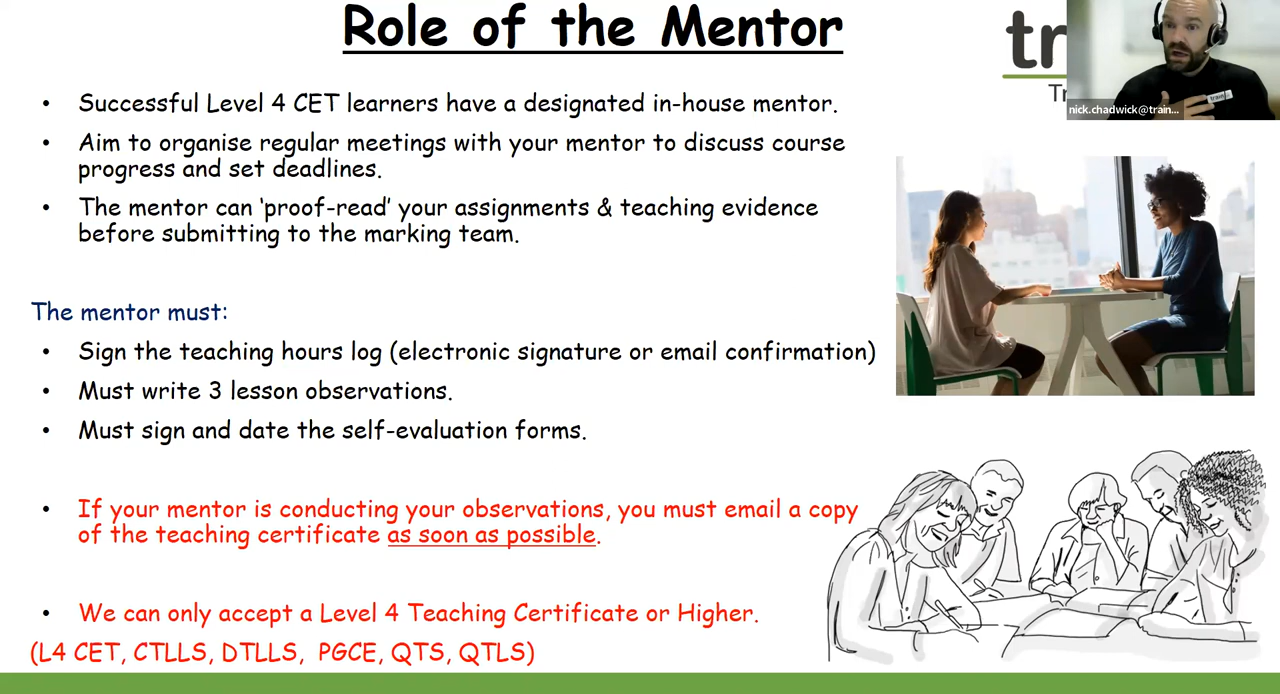 Role of the Mentor
tr
Tr
nick.chadwick@train...
train
• Successful Level 4 CET learners have a designated in-house mentor.
• Aim to organise regular meetings with your mentor to discuss course
progress and set deadlines.
• The mentor can ‘proof-read’ your assignments & teaching evidence
before submitting to the marking team.
The mentor must:
• Sign the teaching hours log (electronic signature or email confirmation)
• Must write 3 lesson observations.
• Must sign and date the self-evaluation forms.
• If your mentor is conducting your observations, you must email a copy
of the teaching certificate as soon as possible.
• We can only accept a Level 4 Teaching Certificate or Higher.
(L4 CET, CTLLS, DTLLS, PGCE, QTS, QTLS)